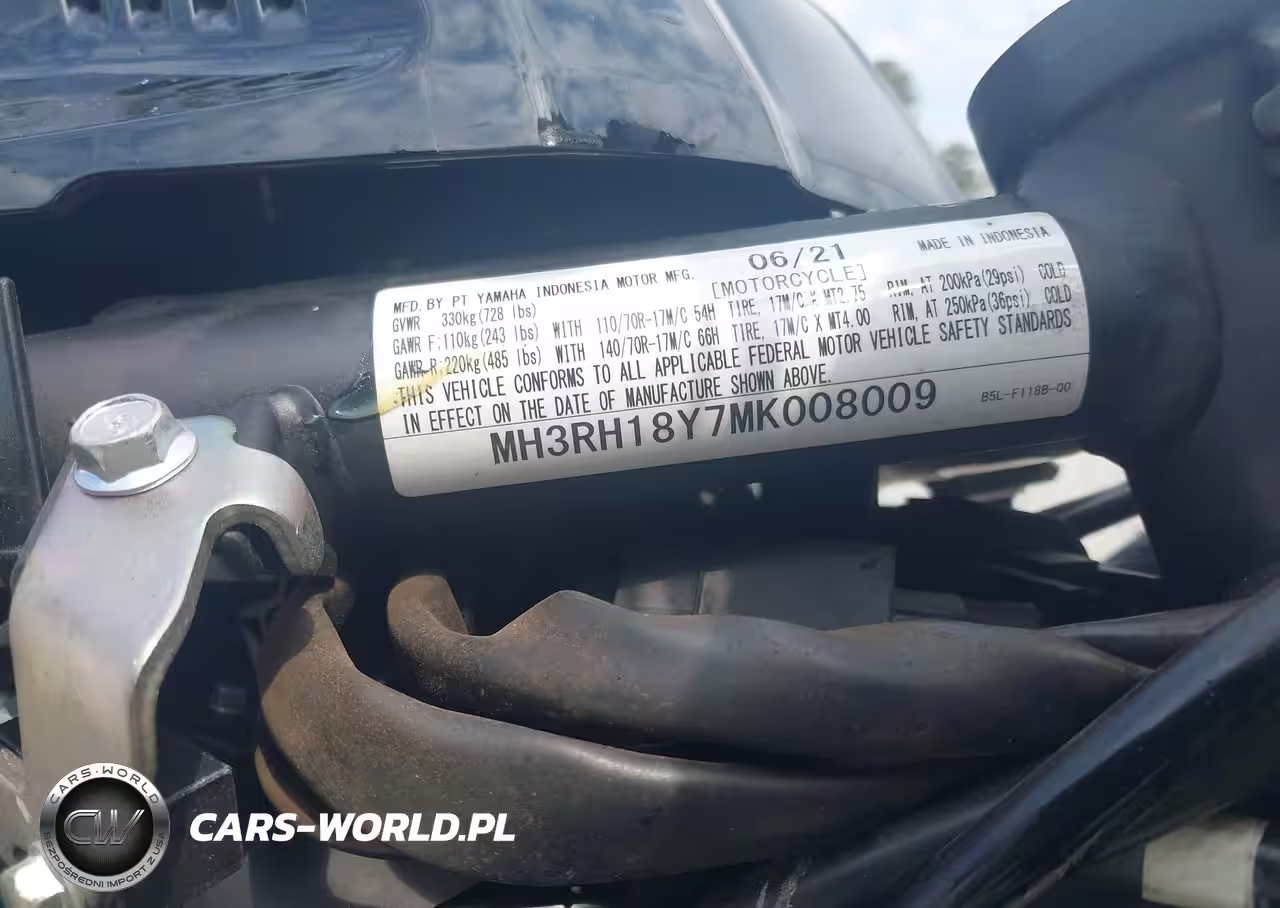 MFD. BY PT YAMAHA INDONESIA MOTOR MFG. 06/21 MADE IN INDONESIA
GVWR 330kg(728 lbs) [MOTORCYCLE]
GAWR F:110kg(243 lbs) WITH 110/70R-17M/C 54H TIRE, 17M/C X MT2.75 RIM, AT 200kPa(29psi) COLD
GAWR R:220kg(485 lbs) WITH 140/70R-17M/C 66H TIRE, 17M/C X MT4.00 RIM, AT 250kPa(36psi) COLD
THIS VEHICLE CONFORMS TO ALL APPLICABLE FEDERAL MOTOR VEHICLE SAFETY STANDARDS
IN EFFECT ON THE DATE OF MANUFACTURE SHOWN ABOVE.
MH3RH18Y7MK008009 B5L-F118B-00
CARS-WORLD
CW
BEZPOŚREDNI IMPORT Z USA
CARS-WORLD.PL